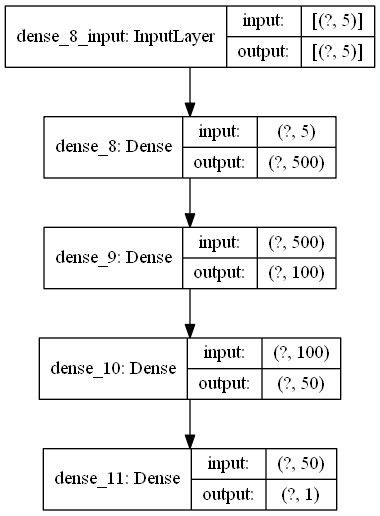 dense_8_input: InputLayer
input: [(?, 5)]
output: [(?, 5)]
dense_8: Dense
input: (?, 5)
output: (?, 500)
dense_9: Dense
input: (?, 500)
output: (?, 100)
dense_10: Dense
input: (?, 100)
output: (?, 50)
dense_11: Dense
input: (?, 50)
output: (?, 1)